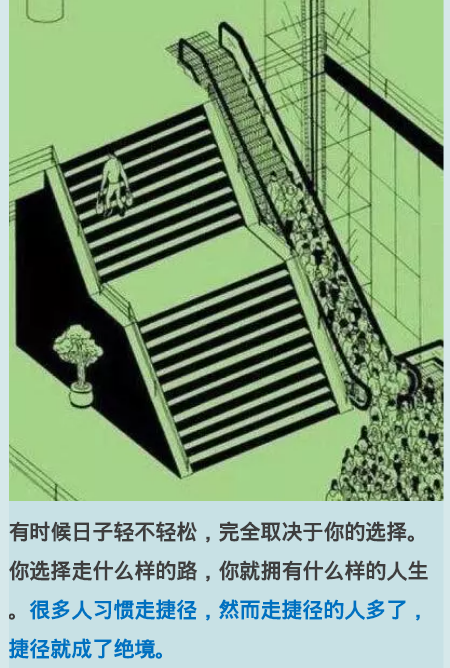 有时候日子轻不轻松，完全取决于你的选择。
你选择走什么样的路，你就拥有什么样的人生
。很多人习惯走捷径，然而走捷径的人多了，
捷径就成了绝境。